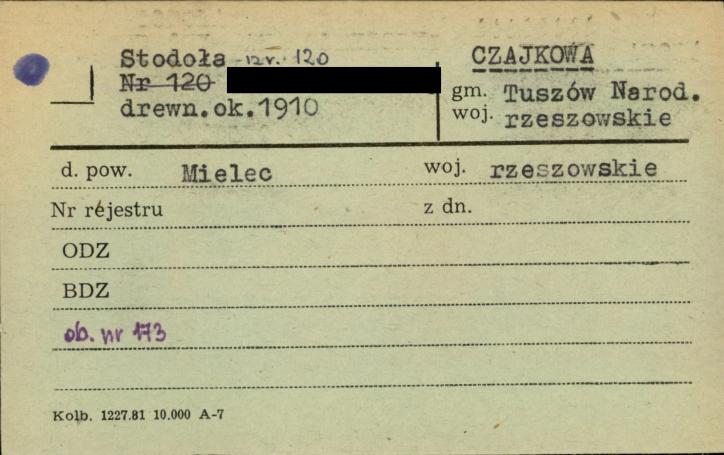 Stodoła nr. 120
Nr 120
drewn.ok.1910
CZAJKOWA
gm. Tuszów Narod.
woj. rzeszowskie
d. pow. Mielec woj. rzeszowskie
Nr rejestru z dn.
ODZ
BDZ
ob. nr 173
Kolb. 1227.81 10.000 A-7